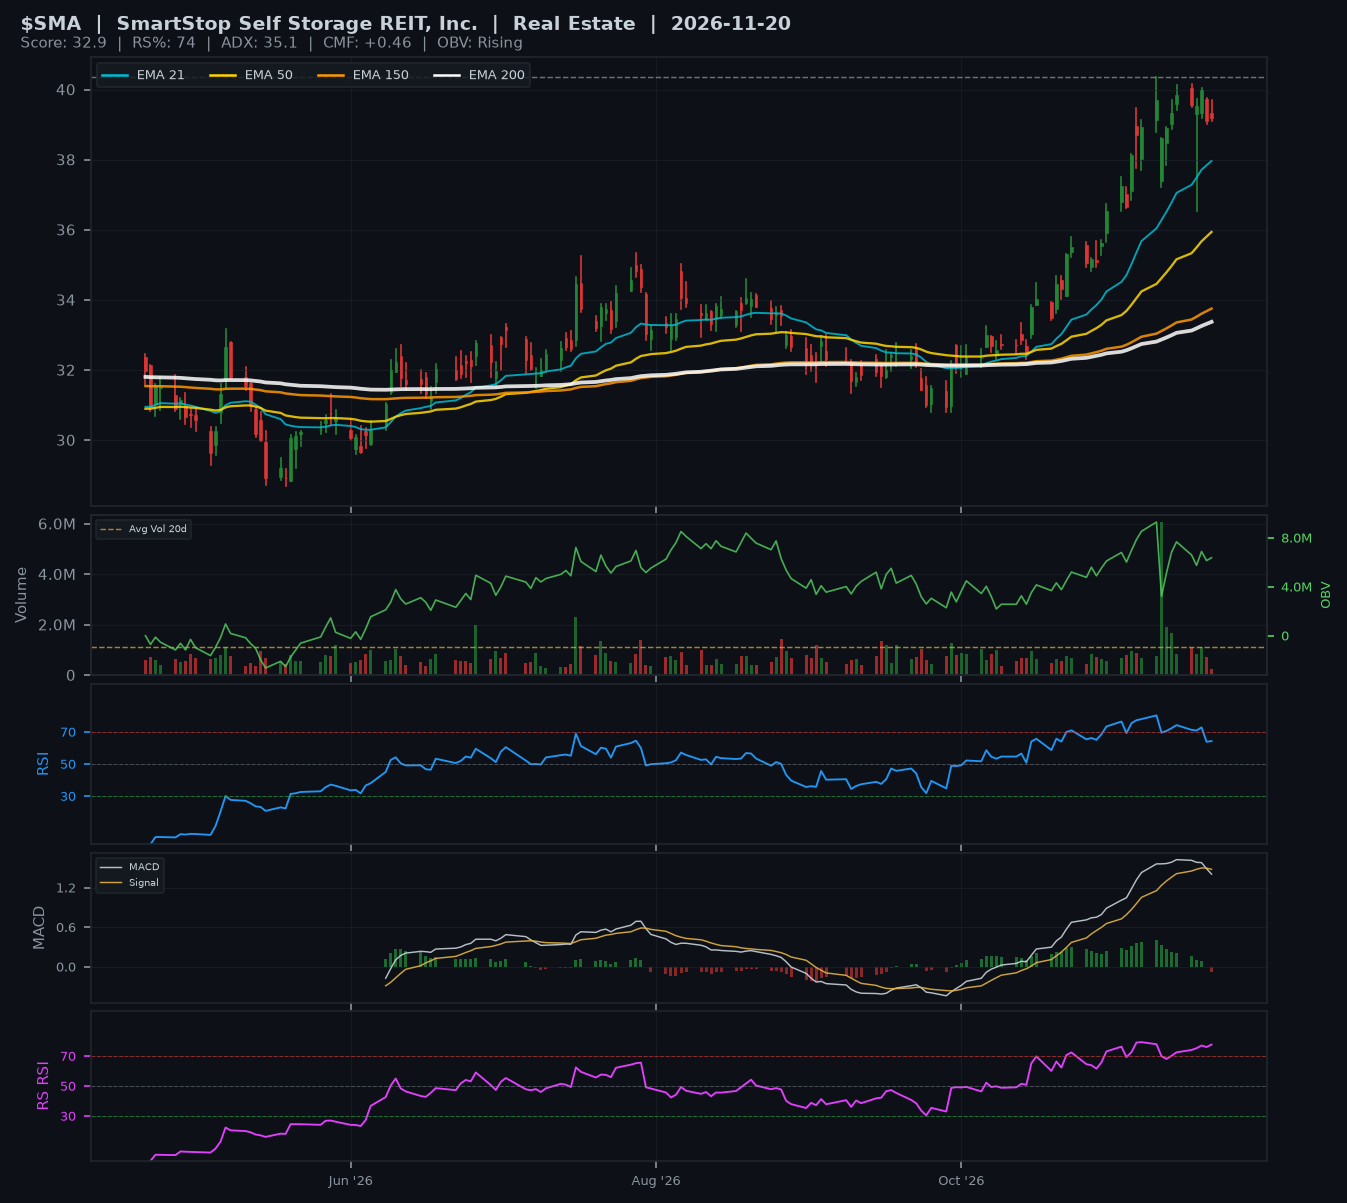 $SMA | SmartStop Self Storage REIT, Inc. | Real Estate | 2026-11-20
Score: 32.9 | RS%: 74 | ADX: 35.1 | CMF: +0.46 | OBV: Rising
EMA 21 EMA 50 EMA 150 EMA 200
40
38
36
34
32
30
Avg Vol 20d
6.0M
4.0M
2.0M
0
Volume
8.0M
4.0M
0
OBV
70
50
30
RSI
MACD
Signal
1.2
0.6
0.0
MACD
70
50
30
RS RSI
Jun '26 Aug '26 Oct '26